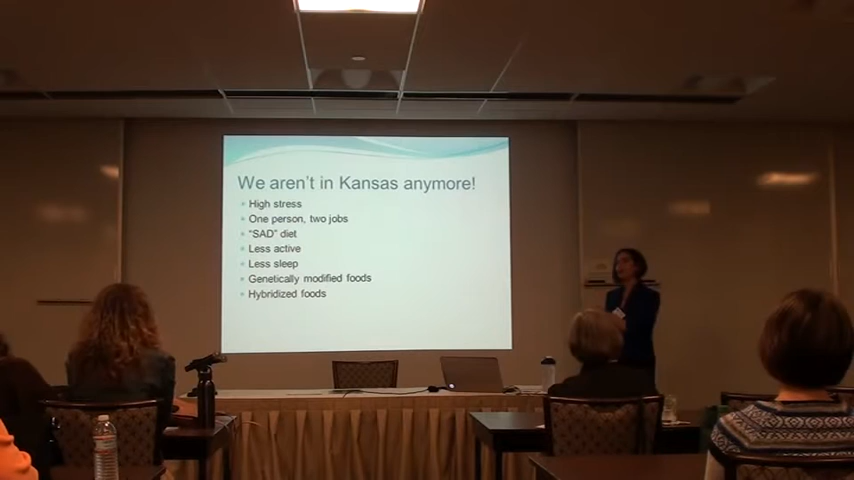 We aren't in Kansas anymore!
High stress
One person, two jobs
"SAD" diet
Less active
Less sleep
Genetically modified foods
Hybridized foods